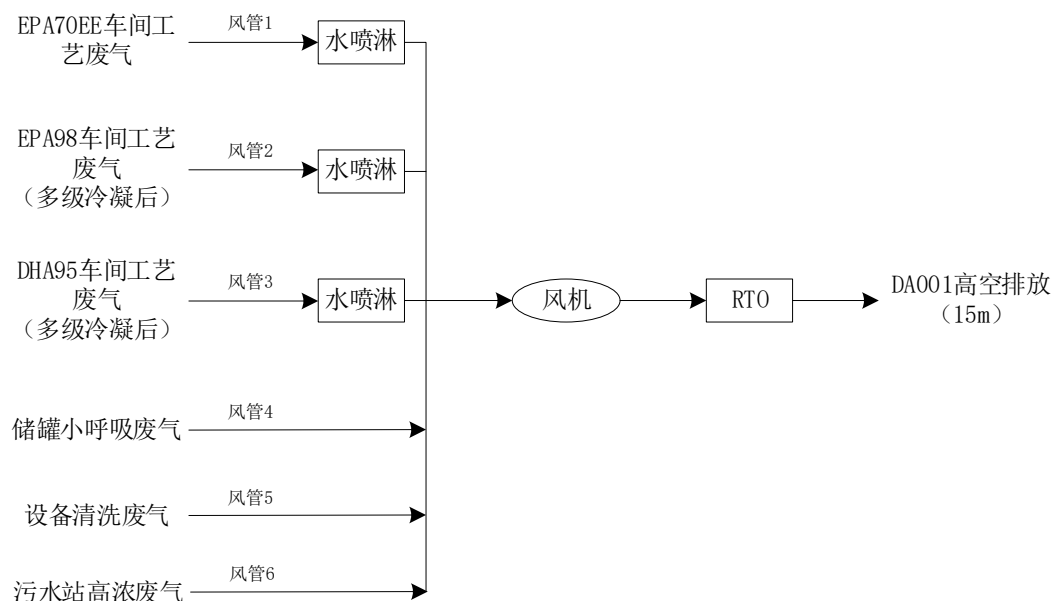 EPA70EE车间工
艺废气
风管1
水喷淋
EPA98车间工艺
废气
（多级冷凝后）
风管2
水喷淋
DHA95车间工艺
废气
（多级冷凝后）
风管3
水喷淋
风机
RTO
DA001高空排放
（15m）
储罐小呼吸废气
风管4
设备清洗废气
风管5
污水站高浓废气
风管6